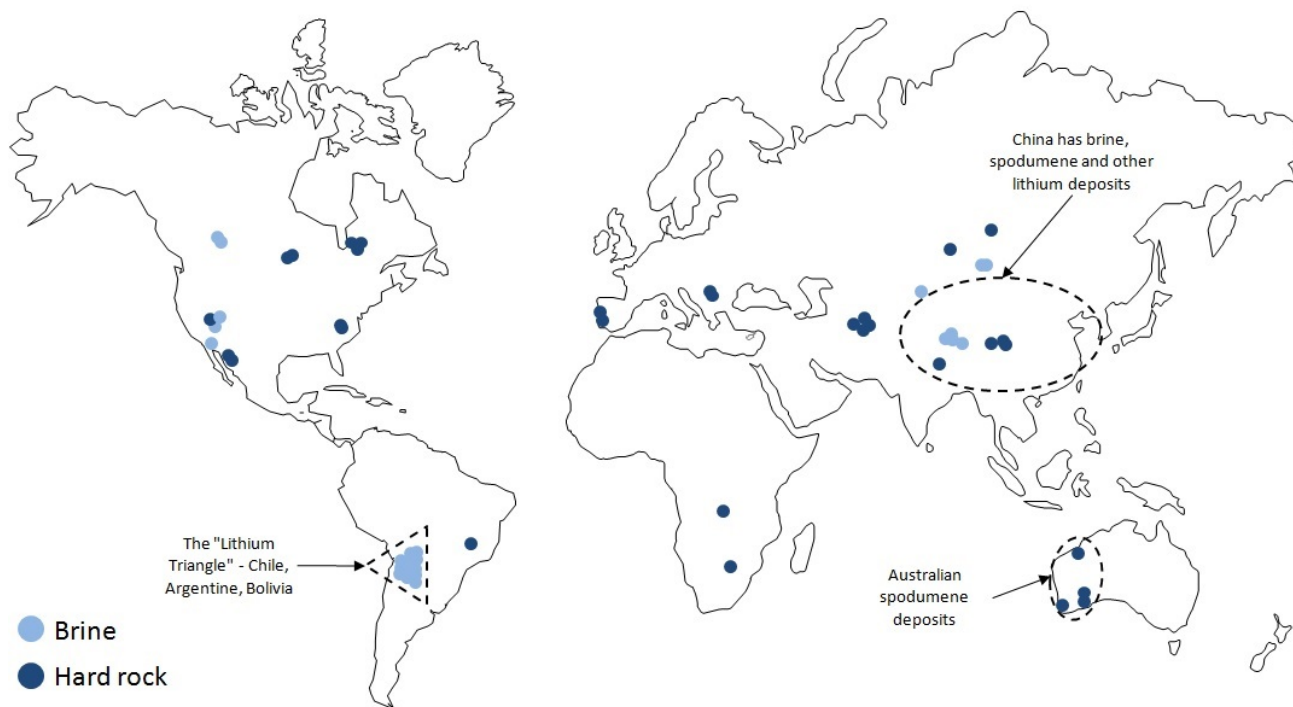 China has brine,
spodumene and other
lithium deposits
The "Lithium
Triangle" - Chile,
Argentine, Bolivia
Australian
spodumene
deposits
Brine
Hard rock